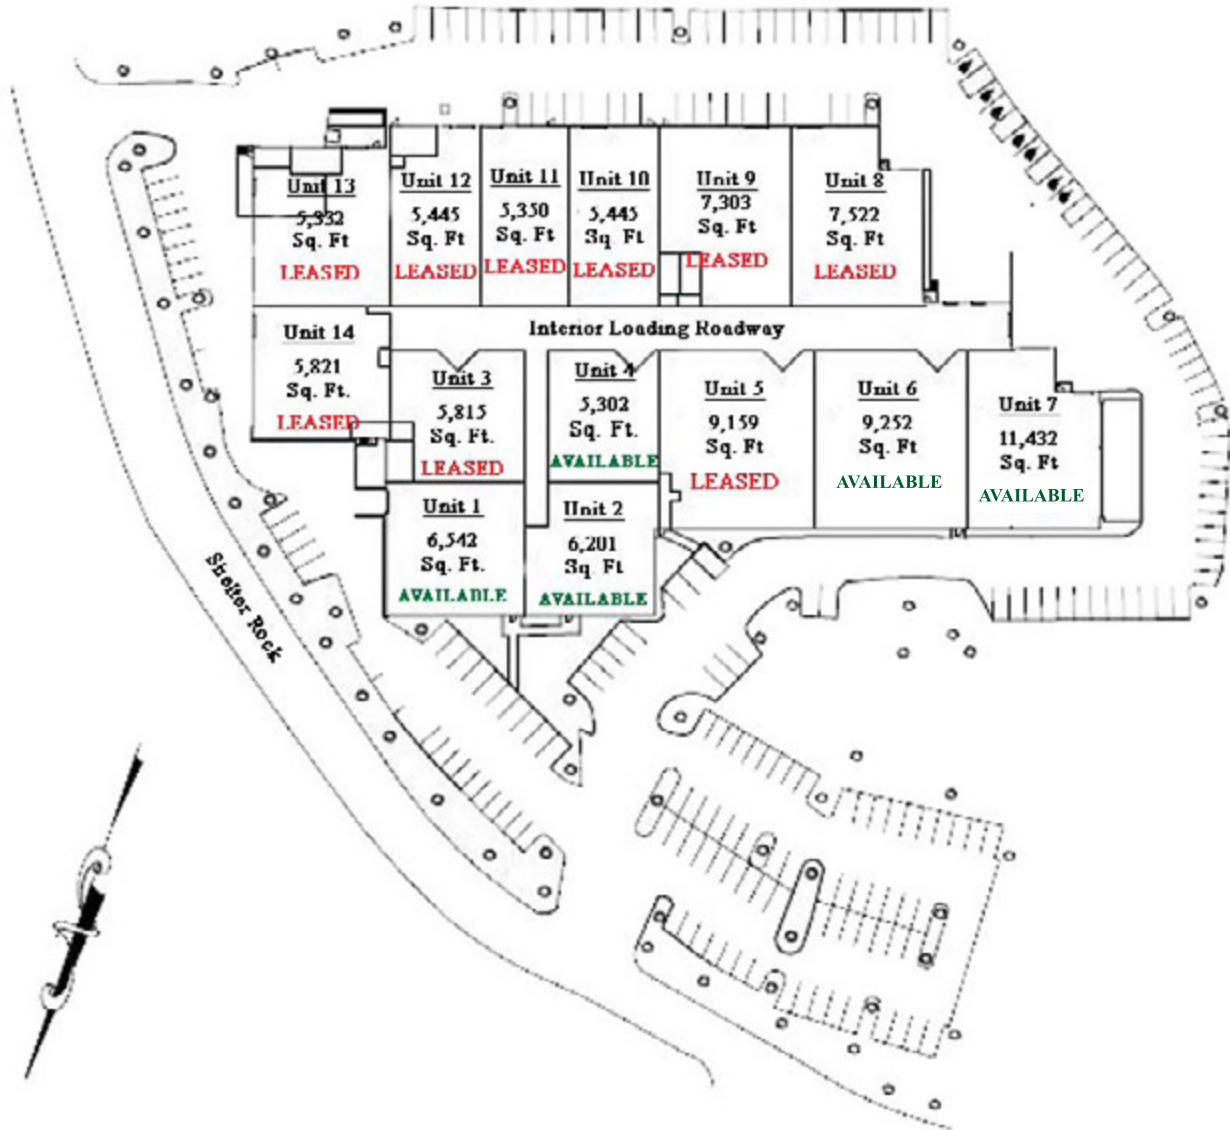 Unit 13
5,332
Sq. Ft
LEASED
Unit 12
5,445
Sq. Ft
LEASED
Unit 11
5,350
Sq. Ft
LEASED
Unit 10
5,445
Sq. Ft
LEASED
Unit 9
7,303
Sq. Ft
LEASED
Unit 8
7,522
Sq. Ft
LEASED
Interior Loading Roadway
Unit 14
5,821
Sq. Ft.
LEASED
Unit 3
5,815
Sq. Ft.
LEASED
Unit 4
5,302
Sq. Ft.
AVAILABLE
Unit 5
9,159
Sq. Ft
LEASED
Unit 6
9,252
Sq. Ft
AVAILABLE
Unit 7
11,432
Sq. Ft
AVAILABLE
Unit 1
6,542
Sq. Ft.
AVAILABLE
Unit 2
6,201
Sq. Ft
AVAILABLE
Shelter Rock